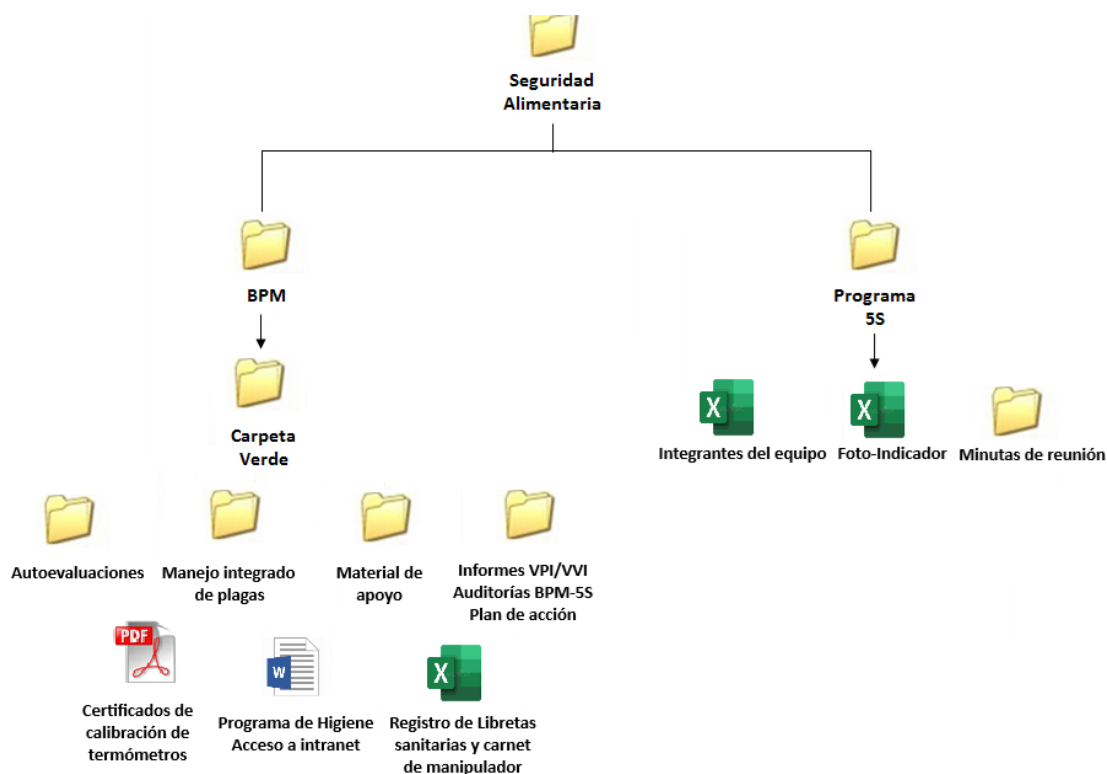 Seguridad
Alimentaria
BPM
Programa
5S
Carpeta
Verde
X
X
Integrantes del equipo
Foto-Indicador
Minutas de reunión
Autoevaluaciones
Manejo integrado
de plagas
Material de
apoyo
Informes VPI/VVI
Auditorías BPM-5S
Plan de acción
PDF
W
X
Certificados de
calibración de
termómetros
Programa de Higiene
Acceso a intranet
Registro de Libretas
sanitarias y carnet
de manipulador